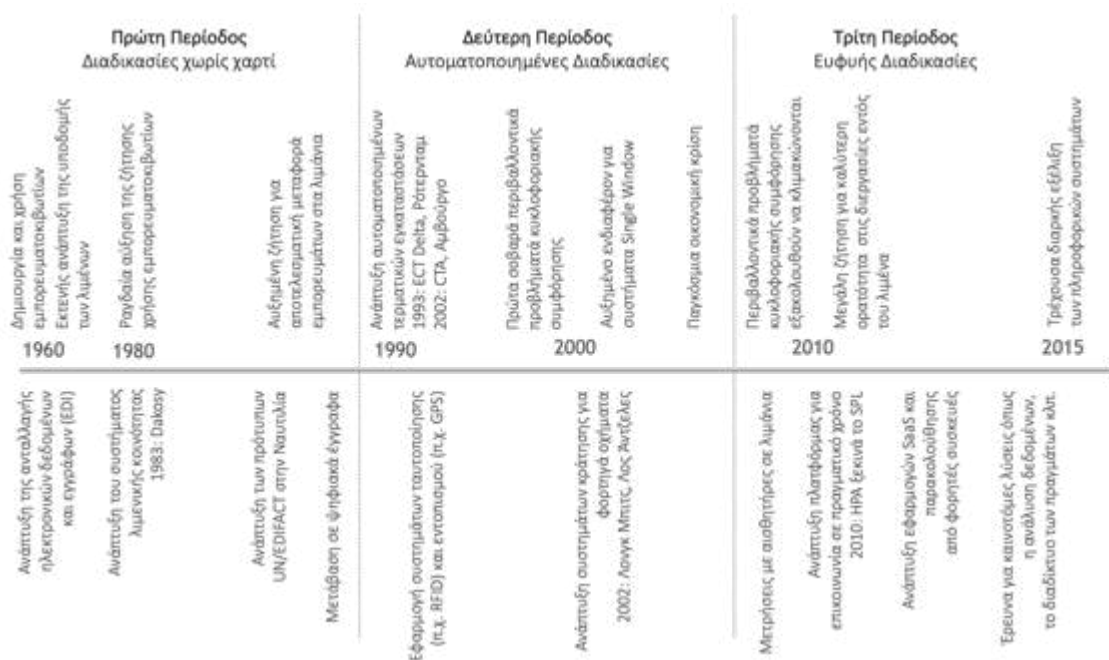 Πρώτη Περίοδος
Διαδικασίες χωρίς χαρτί
Δεύτερη Περίοδος
Αυτοματοποιημένες Διαδικασίες
Τρίτη Περίοδος
Ευφυής Διαδικασίες
Δημιουργία και χρήση
εμπορευματοκιβωτίων
Εκτενής ανάπτυξη της υποδομής
των λιμένων
Ραγδαία αύξηση της ζήτησης
χρήσης εμπορευματοκιβωτίων
Αυξημένη ζήτηση για
αποτελεσματική μεταφορά
εμπορευμάτων στα λιμάνια
Ανάπτυξη αυτοματοποιημένων
τερματικών εγκαταστάσεων
1993: ECT Delta, Ρότερνταμ
2002: CTA, Αμβούργο
Πρώτα σοβαρά περιβαλλοντικά
προβλήματα κυκλοφοριακής
συμφόρησης
Αυξημένο ενδιαφέρον για
συστήματα Single Window
Παγκόσμια οικονομική κρίση
Περιβαλλοντικά προβλήματα
κυκλοφοριακής συμφόρησης
εξακολουθούν να κλιμακώνονται
Μεγάλη ζήτηση για καλύτερη
ορατότητα στις διεργασίες εντός
του λιμένα
Τρέχουσα διαρκής εξέλιξη
των πληροφορικών συστημάτων
1960
1980
1990
2000
2010
2015
Ανάπτυξη της ανταλλαγής
ηλεκτρονικών δεδομένων
και εγγράφων (EDI)
Ανάπτυξη του συστήματος
λιμενικής κοινότητας
1983: Dakosy
Ανάπτυξη των πρότυπων
UN/EDIFACT στην Ναυτιλία
Μετάβαση σε ψηφιακά έγγραφα
Εφαρμογή συστημάτων ταυτοποίησης
(π.χ. RFID) και εντοπισμού (π.χ. GPS)
Ανάπτυξη συστημάτων κράτησης για
φορτηγά οχήματα
2002: Λονγκ Μπιτς, Λος Άντζελες
Μετρήσεις με αισθητήρες σε λιμάνια
Ανάπτυξη πλατφόρμας για
επικοινωνία σε πραγματικό χρόνο
2010: HPA ξεκινά το SPL
Ανάπτυξη εφαρμογών SaaS και
παρακολούθησης
από φορητές συσκευές
Έρευνα για καινοτόμες λύσεις όπως
η ανάλυση δεδομένων,
το διαδίκτυο των πραγμάτων κλπ.